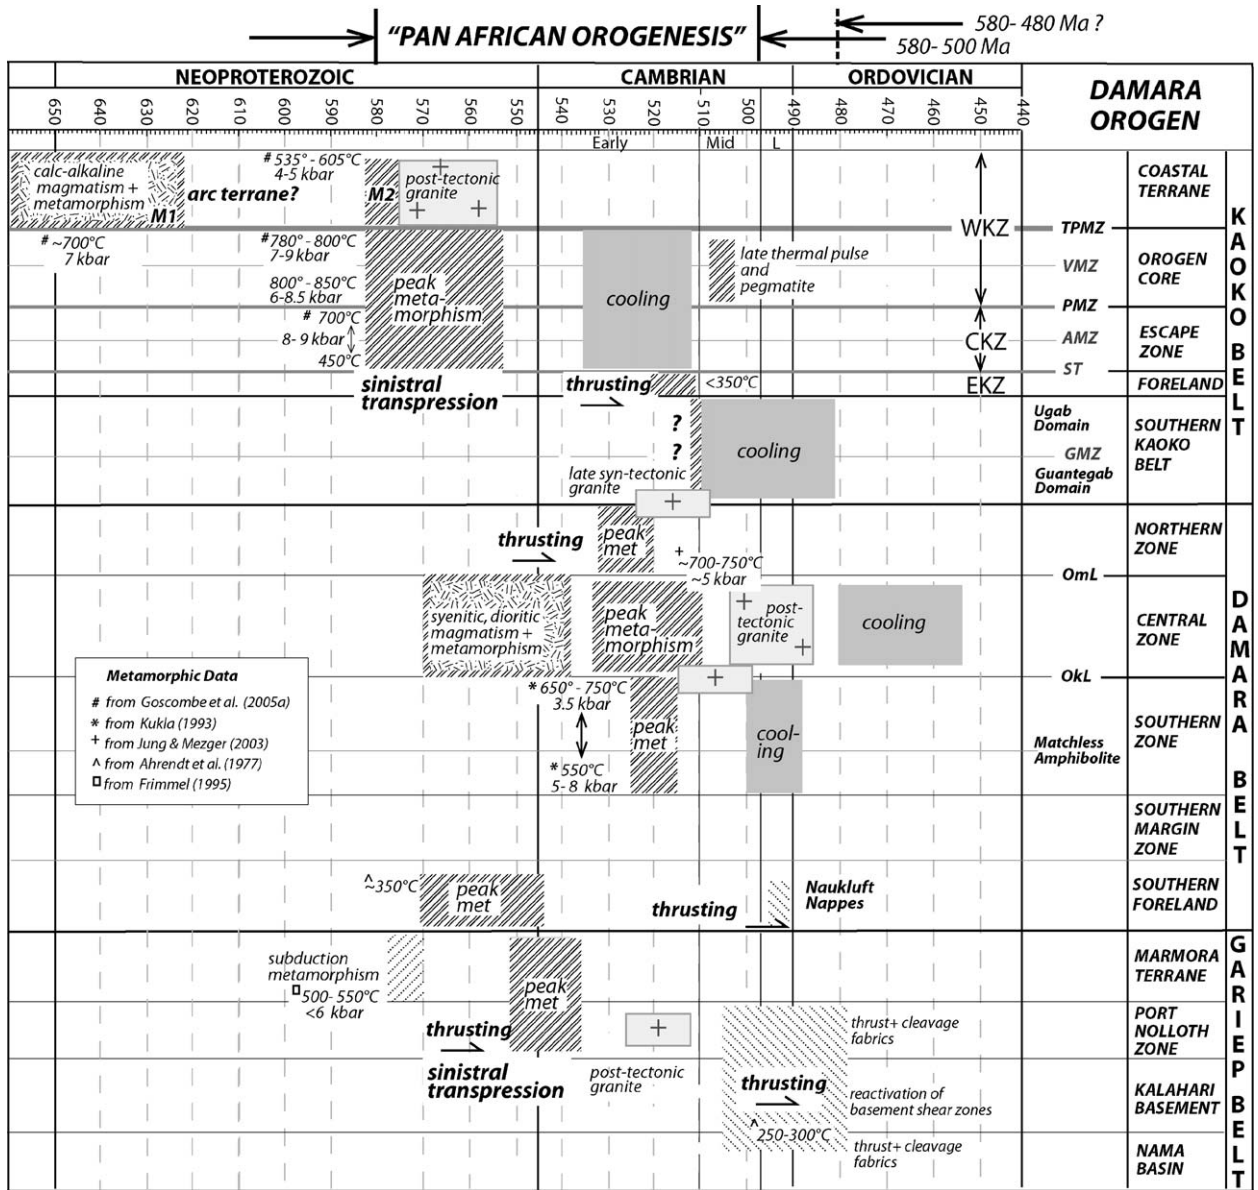 "PAN AFRICAN OROGENESIS"
580- 480 Ma ?
580- 500 Ma
NEOPROTEROZOIC
CAMBRIAN
ORDOVICIAN
DAMARA
OROGEN
650
640
630
620
600
590
580
570
560
550
540
530
520
510
500
490
480
470
460
450
440
Early
Mid
L
calc-alkaline
magmatism +
metamorphism
M1
arc terrane?
# 535° - 605°C
4-5 kbar
M2
post-tectonic
granite
COASTAL
TERRANE
WKZ
TPMZ
# ~700°C
7 kbar
# 780° - 800°C
7-9 kbar
800° - 850°C
6-8.5 kbar
peak
meta-
morphism
cooling
late thermal pulse
and
pegmatite
VMZ
OROGEN
CORE
PMZ
# 700°C
8- 9 kbar
450°C
CKZ
AMZ
ESCAPE
ZONE
ST
sinistral
transpression
thrusting
<350°C
EKZ
FORELAND
KAOKO BELT
?
?
cooling
late syn-tectonic
granite
Ugab
Domain
GMZ
Guantegab
Domain
SOUTHERN
KAOKO
BELT
thrusting
peak
met
+
~700-750°C
~5 kbar
NORTHERN
ZONE
OmL
syenitic, dioritic
magmatism +
metamorphism
peak
meta-
morphism
post-
tectonic
granite
cooling
CENTRAL
ZONE
OkL
Metamorphic Data
# from Goscombe et al. (2005a)
* from Kukla (1993)
+ from Jung & Mezger (2003)
^ from Ahrendt et al. (1977)
□ from Frimmel (1995)
* 650° - 750°C
3.5 kbar
* 550°C
5- 8 kbar
peak
met
cool-
ing
Matchless
Amphibolite
SOUTHERN
ZONE
SOUTHERN
MARGIN
ZONE
DAMARA BELT
^
~350°C
peak
met
thrusting
Naukluft
Nappes
SOUTHERN
FORELAND
subduction
metamorphism
□ 500- 550°C
<6 kbar
peak
met
MARMORA
TERRANE
thrusting
thrust+ cleavage
fabrics
PORT
NOLLOTH
ZONE
sinistral
transpression
post-tectonic
granite
thrusting
reactivation of
basement shear zones
KALAHARI
BASEMENT
^
250-300°C
thrust+ cleavage
fabrics
NAMA
BASIN
GARIEP BELT